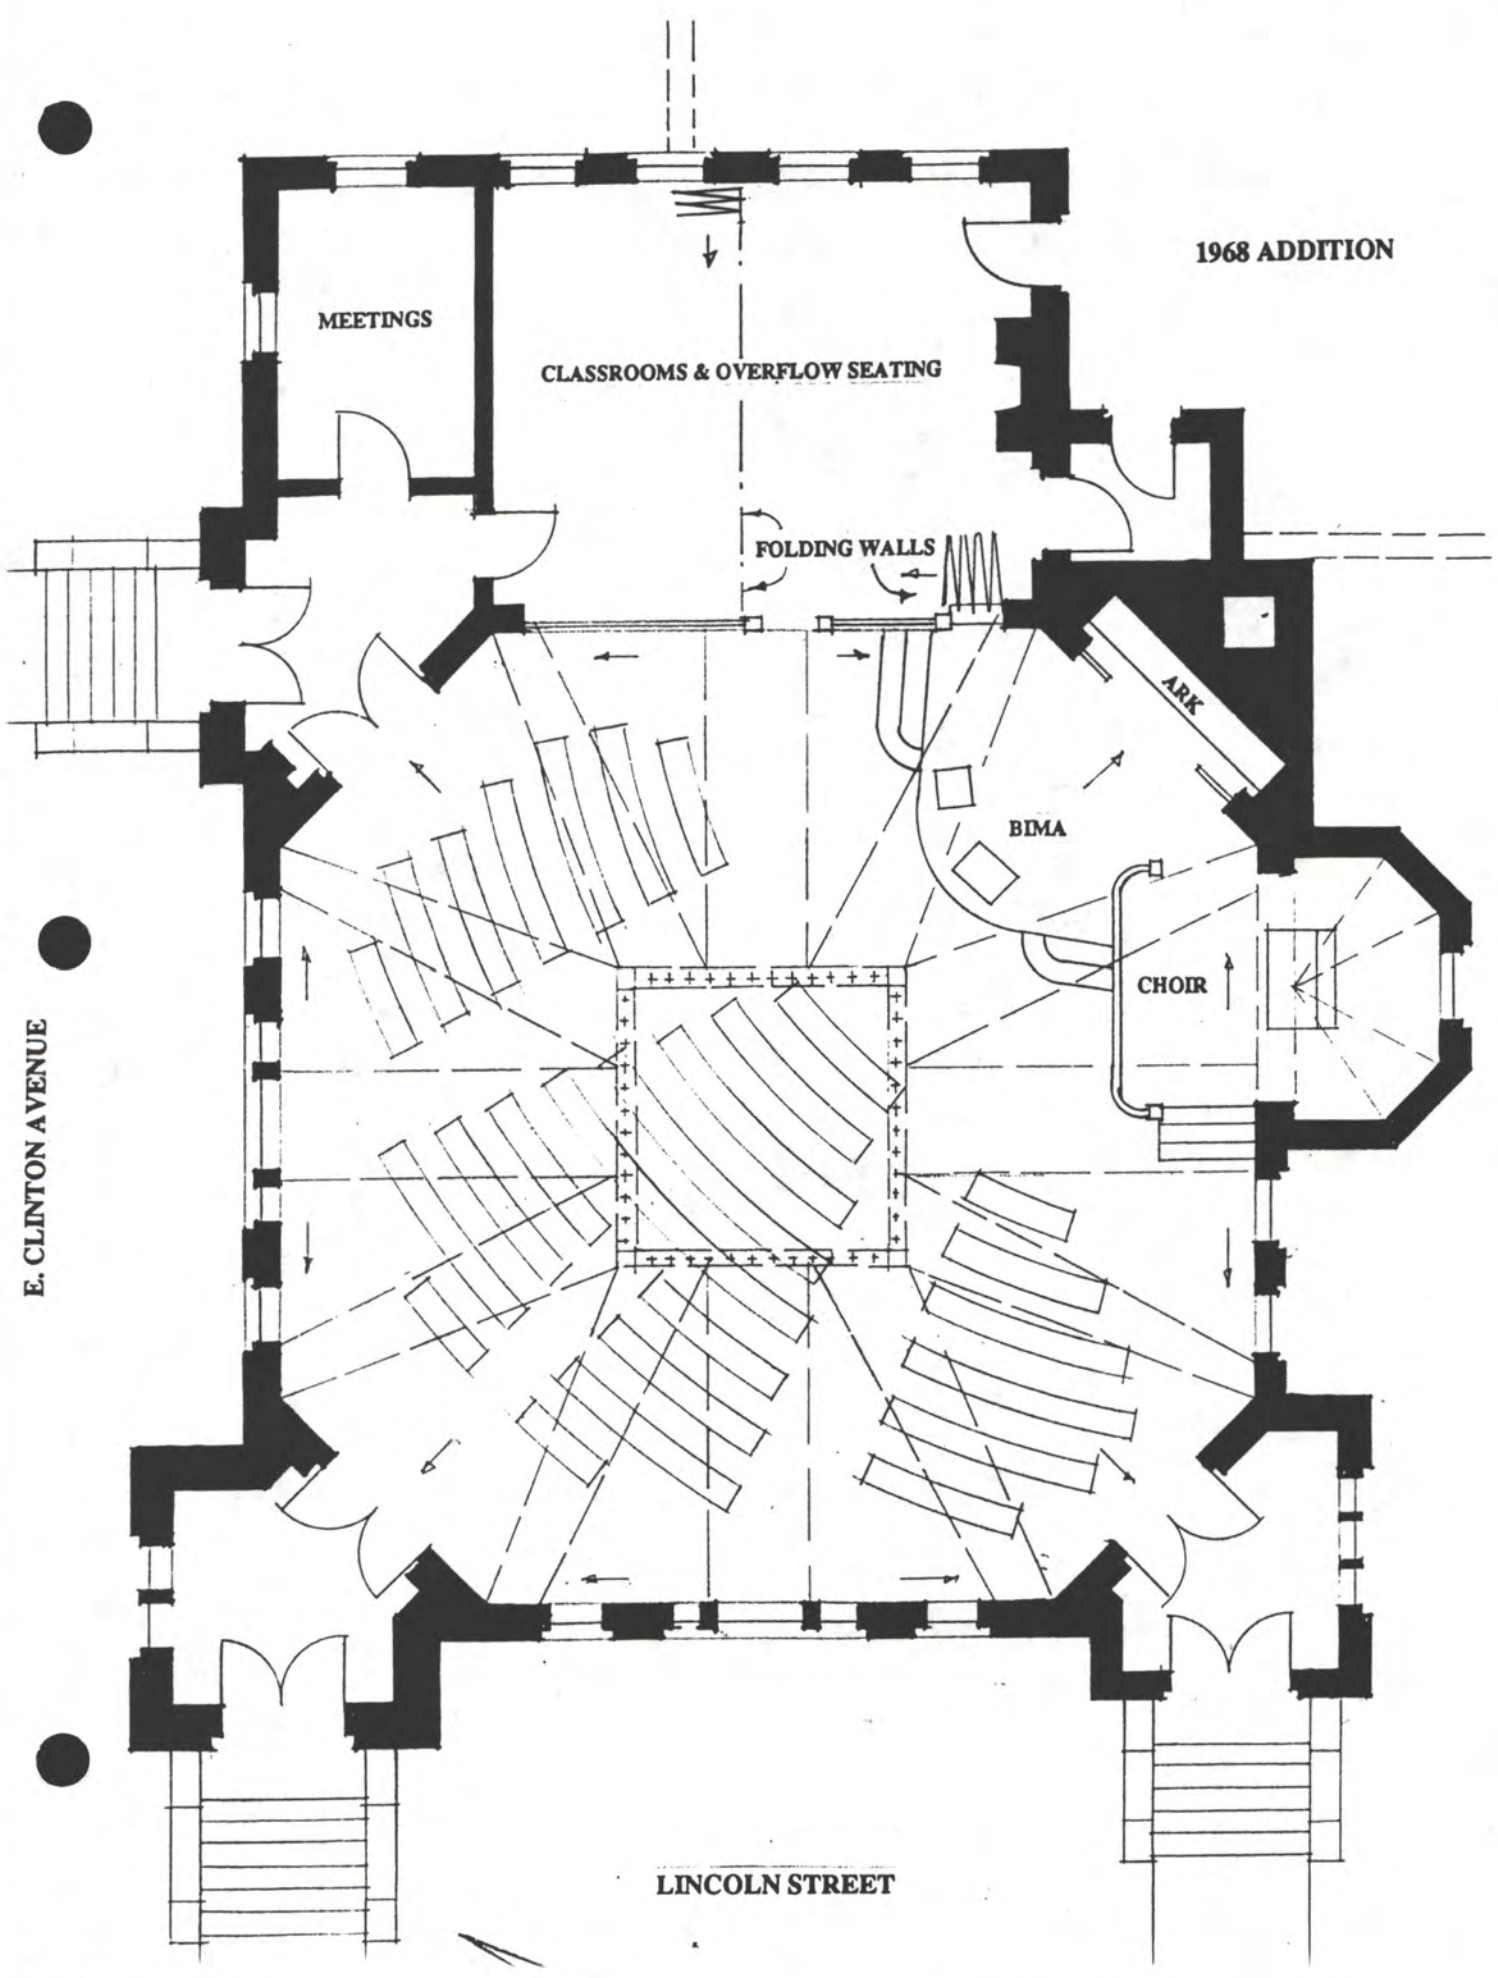 1968 ADDITION
MEETINGS
CLASSROOMS & OVERFLOW SEATING
FOLDING WALLS
ARK
BIMA
CHOIR
E. CLINTON AVENUE
LINCOLN STREET